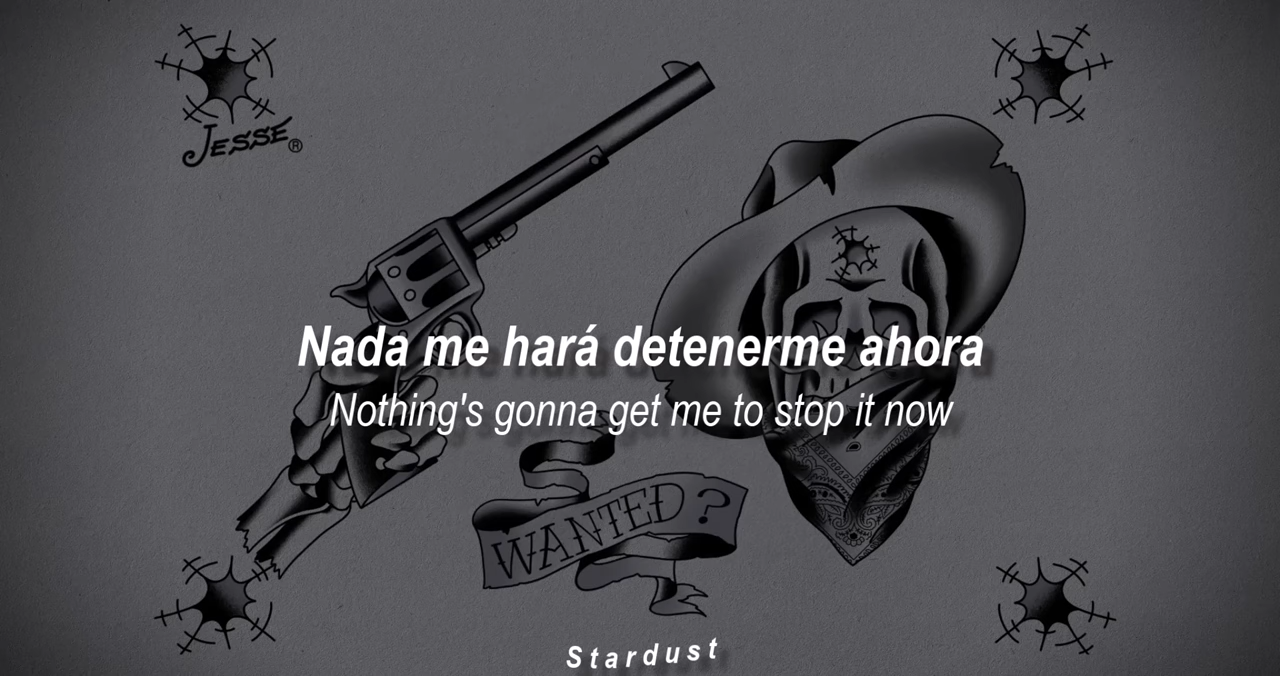 JESSE®
Nada me hará detenerme ahora
Nothing's gonna get me to stop it now
WANTED?
Stardust